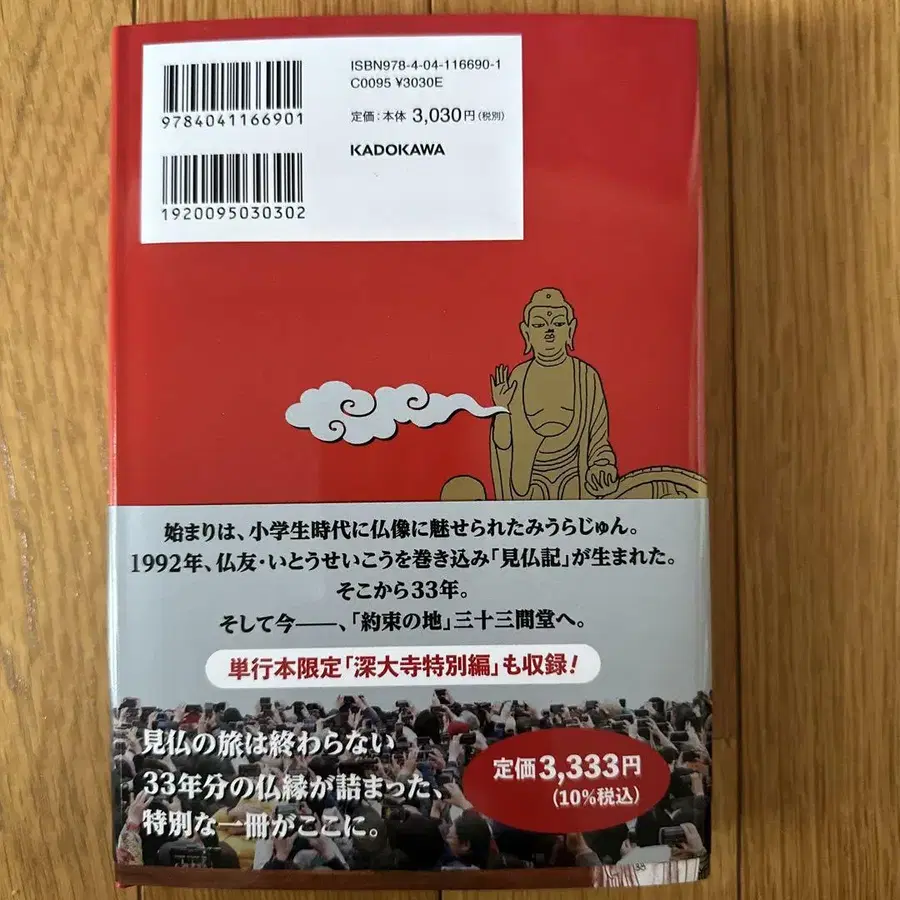 ISBN978-4-04-116690-1
C0095 ¥3030E
定価:本体 3,030円(税別)
KADOKAWA
9784041166901
1920095030302
始まりは、小学生時代に仏像に魅せられたみうらじゅん。
1992年、仏友・いとうせいこうを巻き込み「見仏記」が生まれた。
そこから33年。
そして今――、「約束の地」三十三間堂へ。
単行本限定「深大寺特別編」も収録!
見仏の旅は終わらない
33年分の仏縁が詰まった、
特別な一冊がここに。
定価3,333円
(10%税込)